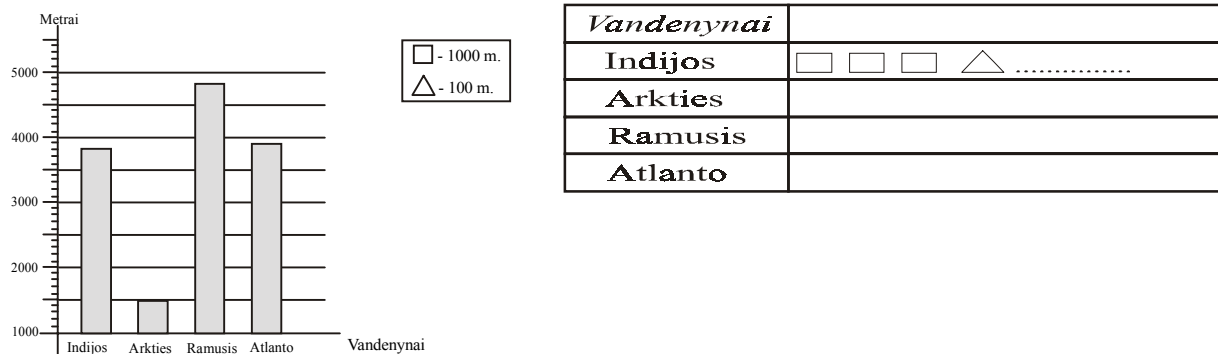 Metrai
5000
4000
3000
2000
1000
Indijos Arkties Ramusis Atlanto
Vandenynai
- 1000 m.
- 100 m.
Vandenynai
Indijos ..............
Arkties
Ramusis
Atlanto